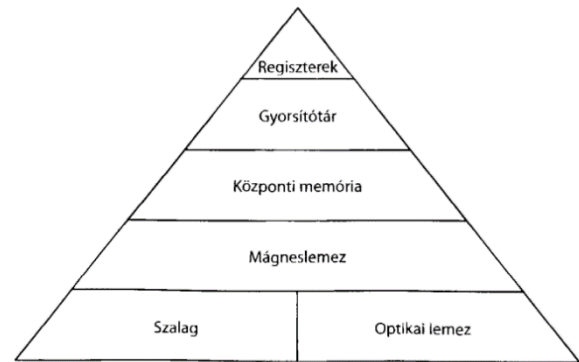 Regiszterek
Gyorsítótár
Központi memória
Mágneslemez
Szalag
Optikai lemez